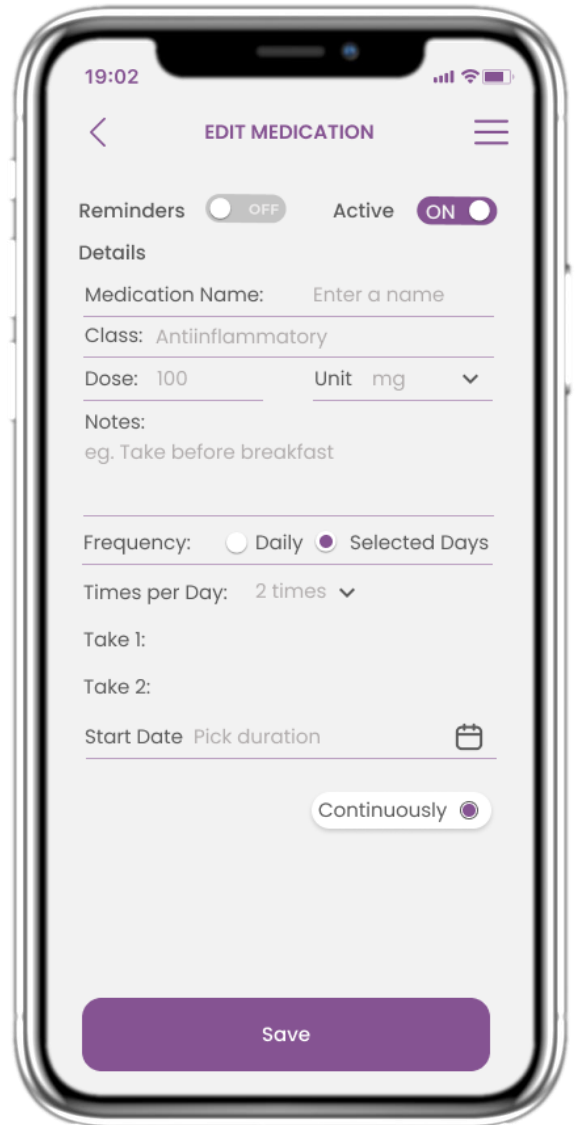 19:02
EDIT MEDICATION
Reminders OFF Active ON
Details
Medication Name: Enter a name
Class: Antiinflammatory
Dose: 100 Unit mg
Notes:
eg. Take before breakfast
Frequency: Daily Selected Days
Times per Day: 2 times
Take 1:
Take 2:
Start Date Pick duration
Continuously
Save